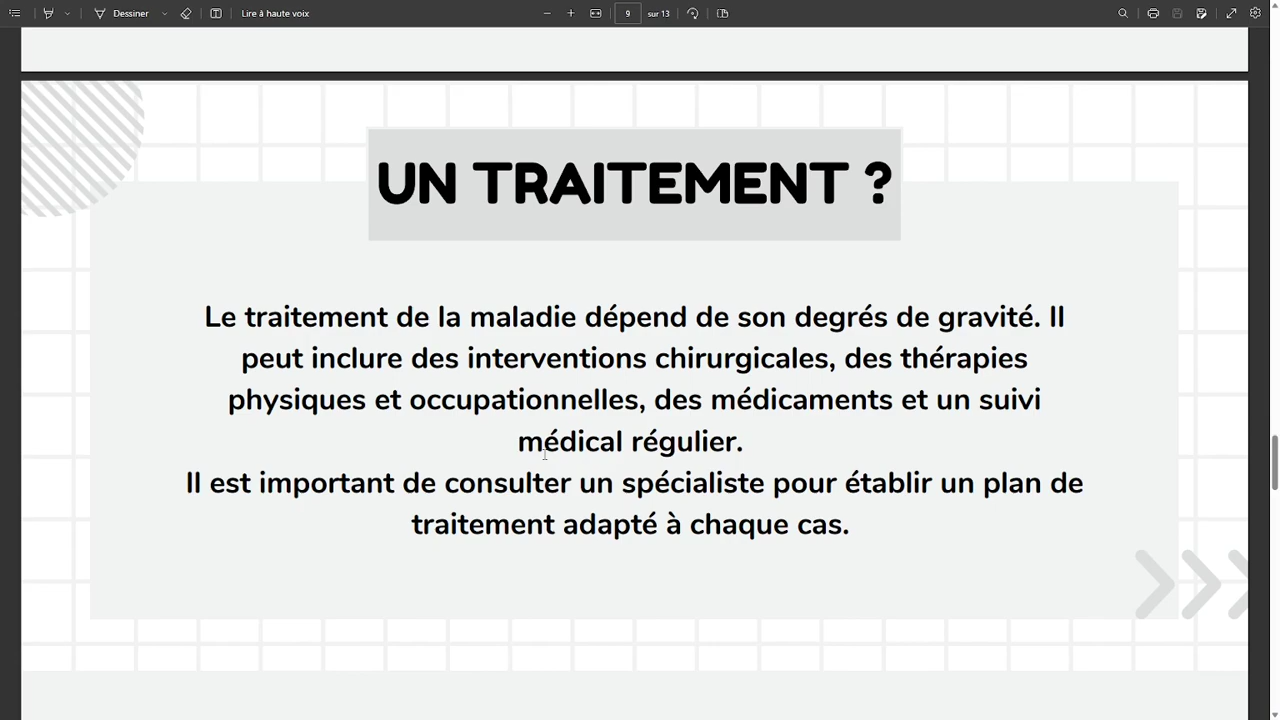 Dessiner
Lire à haute voix
9
sur 13
UN TRAITEMENT ?
Le traitement de la maladie dépend de son degrés de gravité. Il
peut inclure des interventions chirurgicales, des thérapies
physiques et occupationnelles, des médicaments et un suivi
médical régulier.
Il est important de consulter un spécialiste pour établir un plan de
traitement adapté à chaque cas.